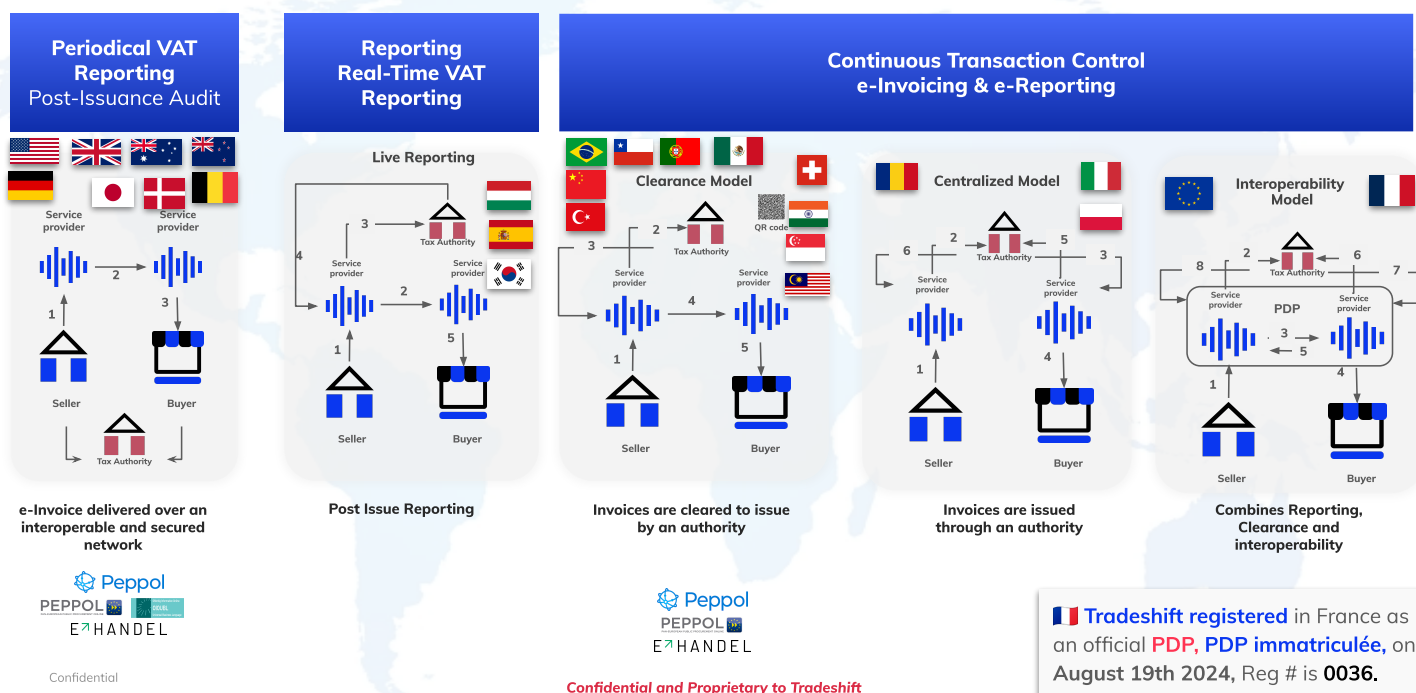 Periodical VAT
Reporting
Post-Issuance Audit
Service
provider
Service
provider
2
1
3
Seller
Buyer
Tax Authority
e-Invoice delivered over an
interoperable and secured
network
Peppol
PEPPOL
E HANDEL
Confidential
Reporting
Real-Time VAT
Reporting
Live Reporting
3
Tax Authority
4
Service
provider
Service
provider
2
1
5
Seller
Buyer
Post Issue Reporting
Continuous Transaction Control
e-Invoicing & e-Reporting
Clearance Model
QR code
2
3
Tax Authority
Service
provider
Service
provider
4
1
5
Seller
Buyer
Invoices are cleared to issue
by an authority
Peppol
PEPPOL
E HANDEL
Confidential and Proprietary to Tradeshift
Centralized Model
2
5
6
3
Tax Authority
Service
provider
Service
provider
1
4
Seller
Buyer
Invoices are issued
through an authority
Interoperability
Model
2
6
8
7
Tax Authority
Service
provider
Service
provider
PDP
3
5
1
4
Seller
Buyer
Combines Reporting,
Clearance and
interoperability
Tradeshift registered in France as
an official PDP, PDP immatriculée, on
August 19th 2024, Reg # is 0036.